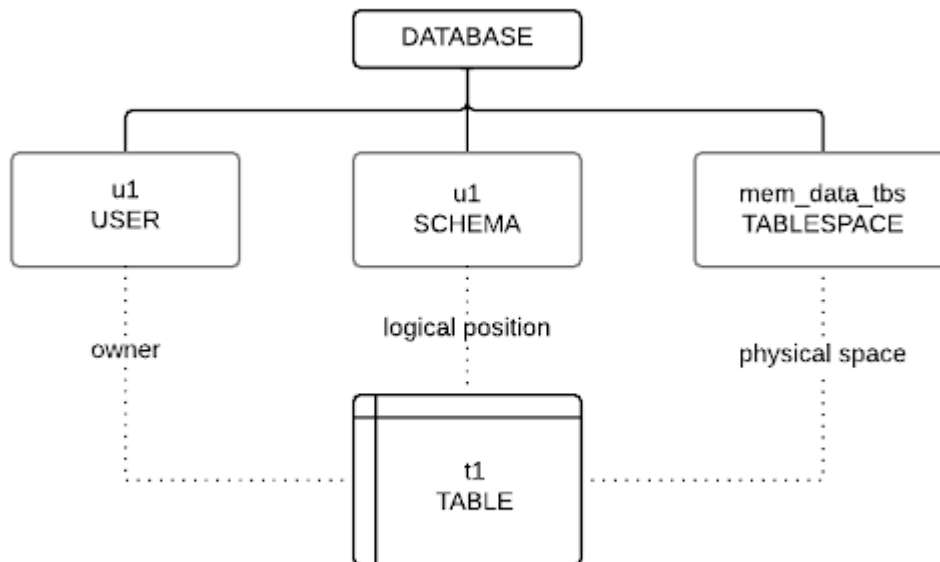 DATABASE
u1
USER
u1
SCHEMA
mem_data_tbs
TABLESPACE
owner
logical position
physical space
t1
TABLE